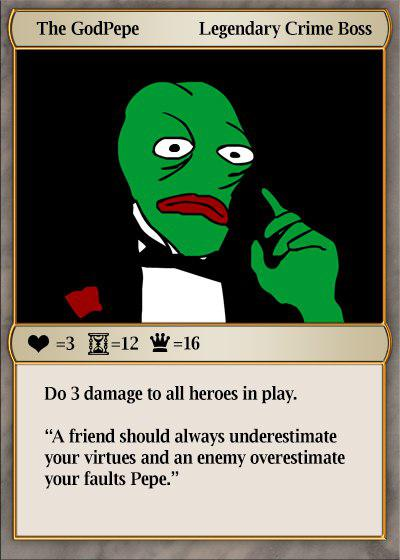 The GodPepe Legendary Crime Boss
=3 =12 =16
Do 3 damage to all heroes in play.
“A friend should always underestimate
your virtues and an enemy overestimate
your faults Pepe.”